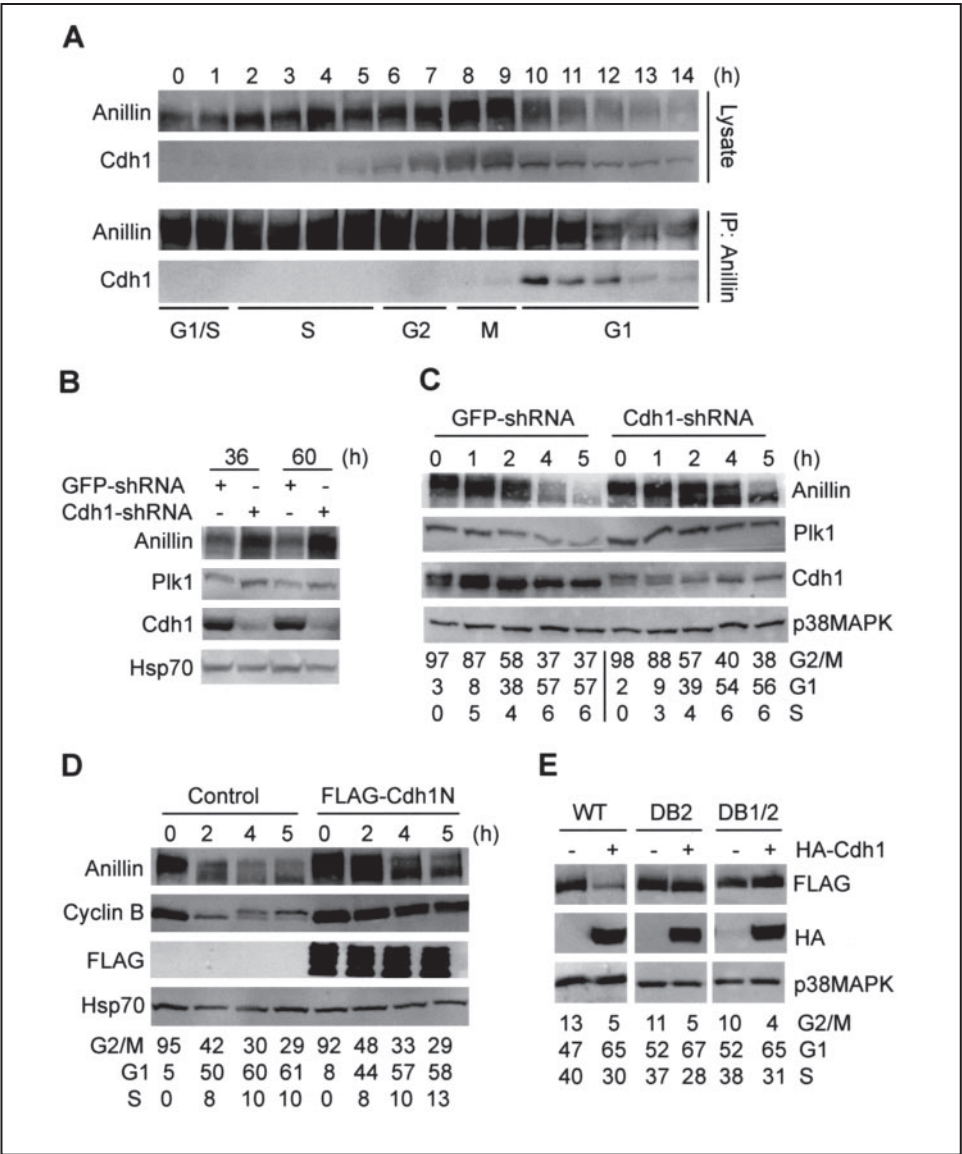 A
0 1 2 3 4 5 6 7 8 9 10 11 12 13 14 (h)
Anillin
Cdh1
Lysate
Anillin
Cdh1
IP: Anillin
G1/S S G2 M G1
B
36 60 (h)
GFP-shRNA + - + -
Cdh1-shRNA - + - +
Anillin
Plk1
Cdh1
Hsp70
C
GFP-shRNA Cdh1-shRNA
0 1 2 4 5 0 1 2 4 5 (h)
Anillin
Plk1
Cdh1
p38MAPK
97 87 58 37 37 98 88 57 40 38 G2/M
3 8 38 57 57 2 9 39 54 56 G1
0 5 4 6 6 0 3 4 6 6 S
D
Control FLAG-Cdh1N
0 2 4 5 0 2 4 5 (h)
Anillin
Cyclin B
FLAG
Hsp70
G2/M 95 42 30 29 92 48 33 29
G1 5 50 60 61 8 44 57 58
S 0 8 10 10 0 8 10 13
E
WT DB2 DB1/2
- + - + - + HA-Cdh1
FLAG
HA
p38MAPK
13 5 11 5 10 4 G2/M
47 65 52 67 52 65 G1
40 30 37 28 38 31 S